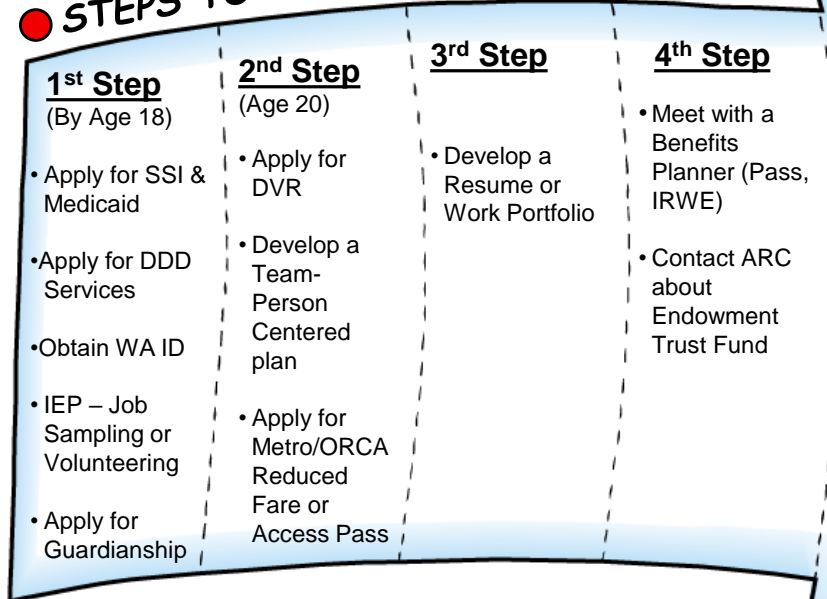 STEPS TO
1st Step
(By Age 18)
• Apply for SSI &
Medicaid
•Apply for DDD
Services
•Obtain WA ID
• IEP – Job
Sampling or
Volunteering
• Apply for
Guardianship
2nd Step
(Age 20)
• Apply for
DVR
• Develop a
Team-
Person
Centered
plan
• Apply for
Metro/ORCA
Reduced
Fare or
Access Pass
3rd Step
• Develop a
Resume or
Work Portfolio
4th Step
• Meet with a
Benefits
Planner (Pass,
IRWE)
• Contact ARC
about
Endowment
Trust Fund